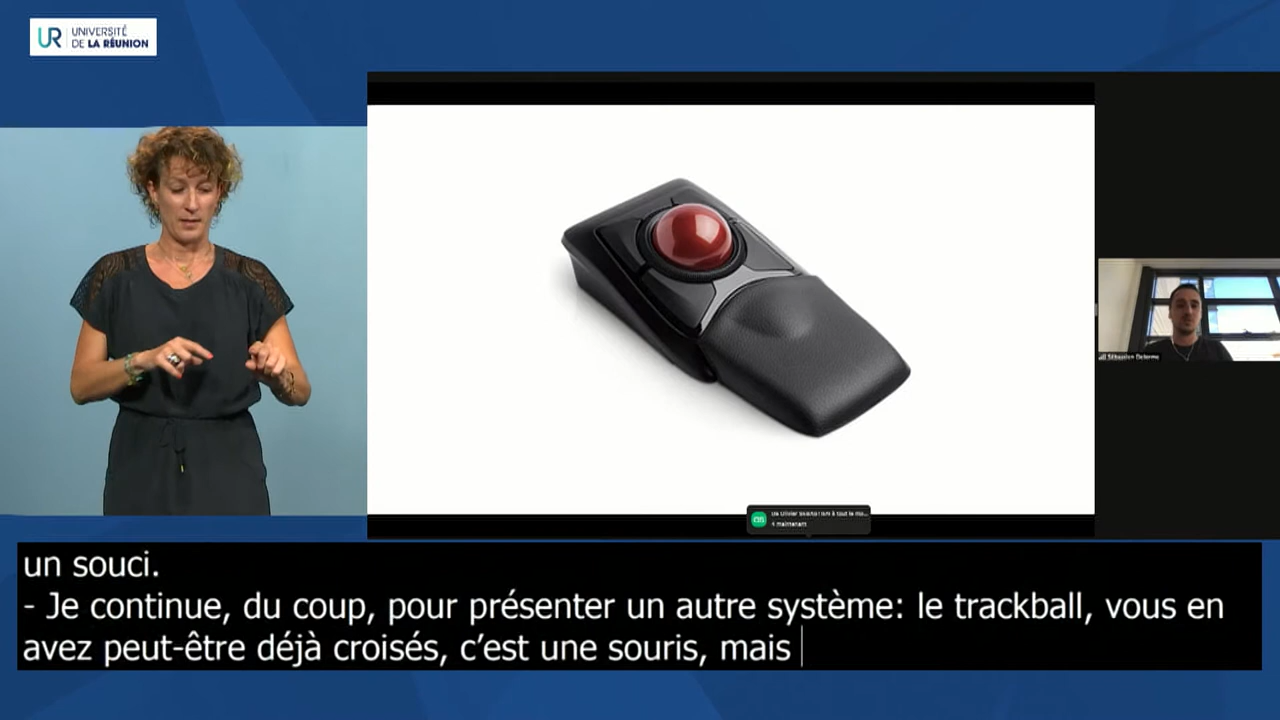 UR
UNIVERSITÉ
DE LA RÉUNION
un souci.
- Je continue, du coup, pour présenter un autre système: le trackball, vous en
avez peut-être déjà croisés, c'est une souris, mais